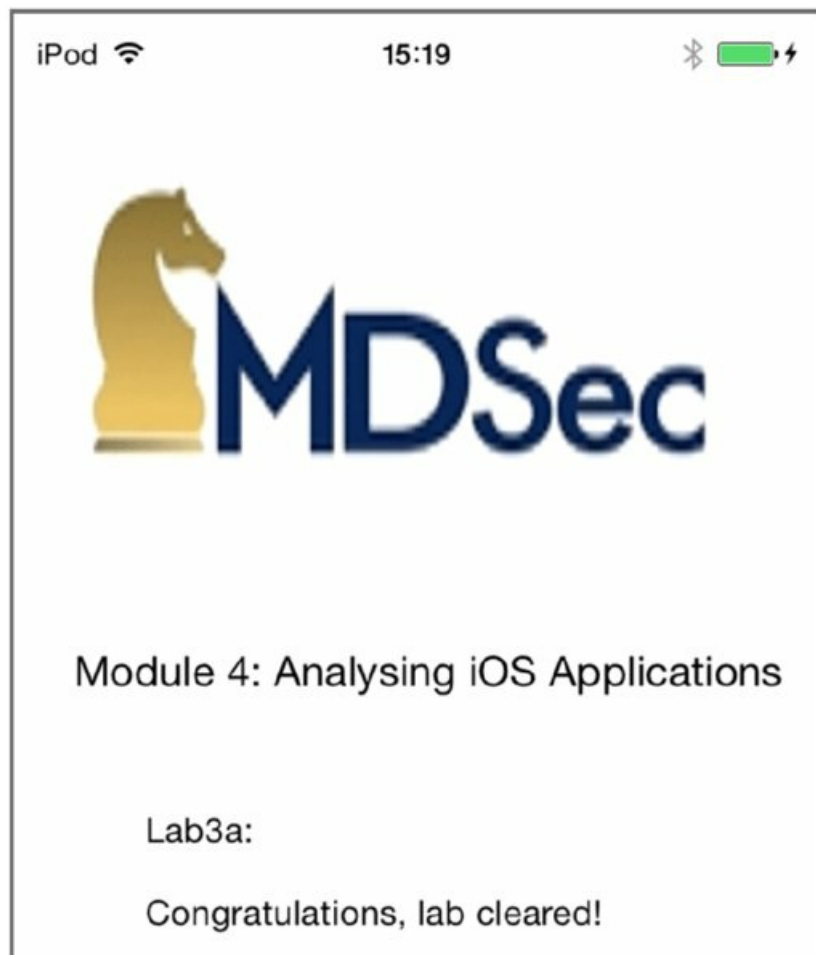 iPod 15:19
MDSec
Module 4: Analysing iOS Applications
Lab3a:
Congratulations, lab cleared!